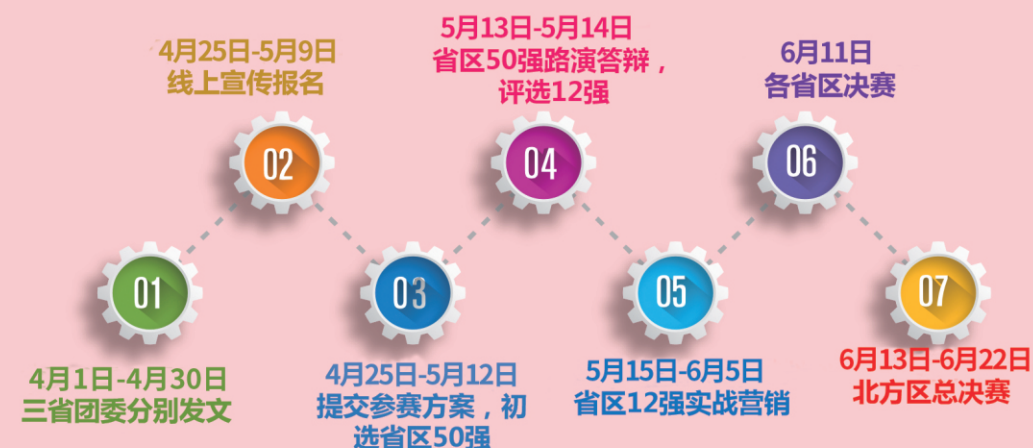 01
4月1日-4月30日
三省团委分别发文
4月25日-5月9日
线上宣传报名
02
03
4月25日-5月12日
提交参赛方案，初
选省区50强
5月13日-5月14日
省区50强路演答辩，
评选12强
04
05
5月15日-6月5日
省区12强实战营销
6月11日
各省区决赛
06
07
6月13日-6月22日
北方区总决赛